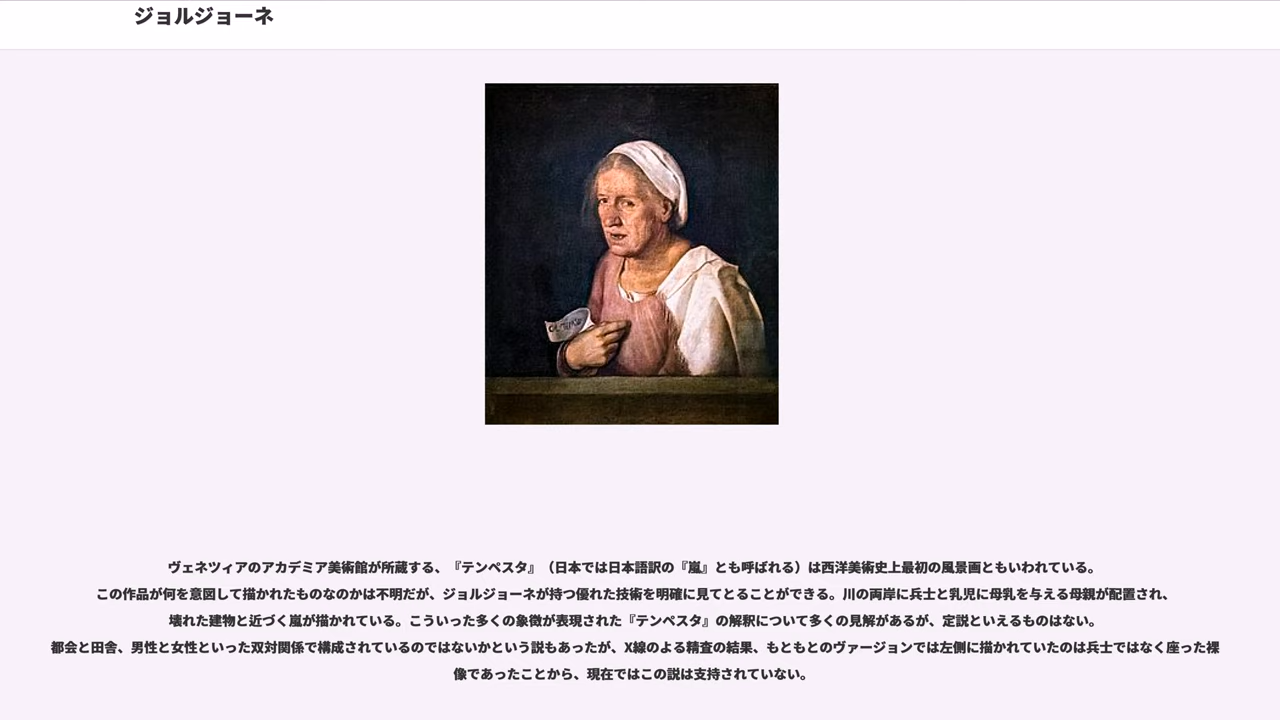 ジョルジョーネ
ヴェネツィアのアカデミア美術館が所蔵する、『テンペスタ』（日本では日本語訳の『嵐』とも呼ばれる）は西洋美術史上最初の風景画ともいわれている。
この作品が何を意図して描かれたものなのかは不明だが、ジョルジョーネが持つ優れた技術を明確に見てとることができる。川の両岸に兵士と乳児に母乳を与える母親が配置され、
壊れた建物と近づく嵐が描かれている。こういった多くの象徴が表現された『テンペスタ』の解釈について多くの見解があるが、定説といえるものはない。
都会と田舎、男性と女性といった双対関係で構成されているのではないかという説もあったが、X線のよる精査の結果、もともとのヴァージョンでは左側に描かれていたのは兵士ではなく座った裸
像であったことから、現在ではこの説は支持されていない。